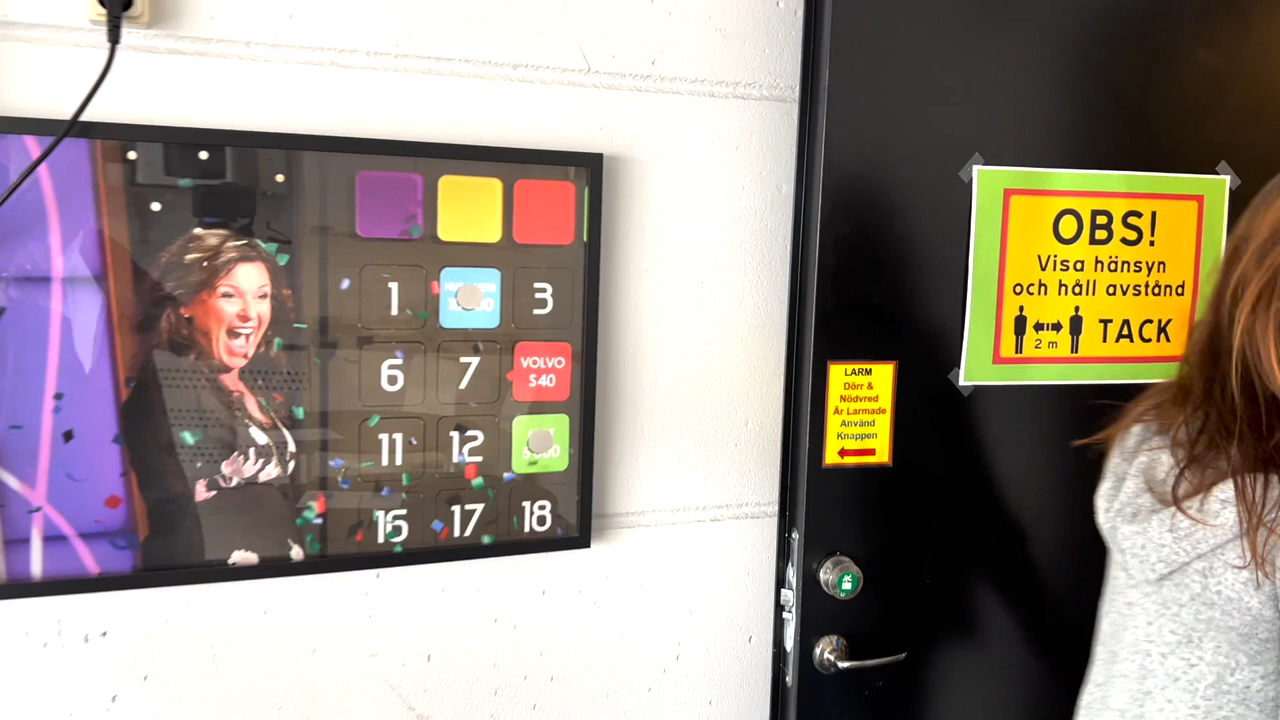 1
3
6
7
VOLVO
S40
11
12
16
17
18
LARM
Dörr &
Nödvred
Är Larmade
Använd
Knappen
OBS!
Visa hänsyn
och håll avstånd
2 m
TACK